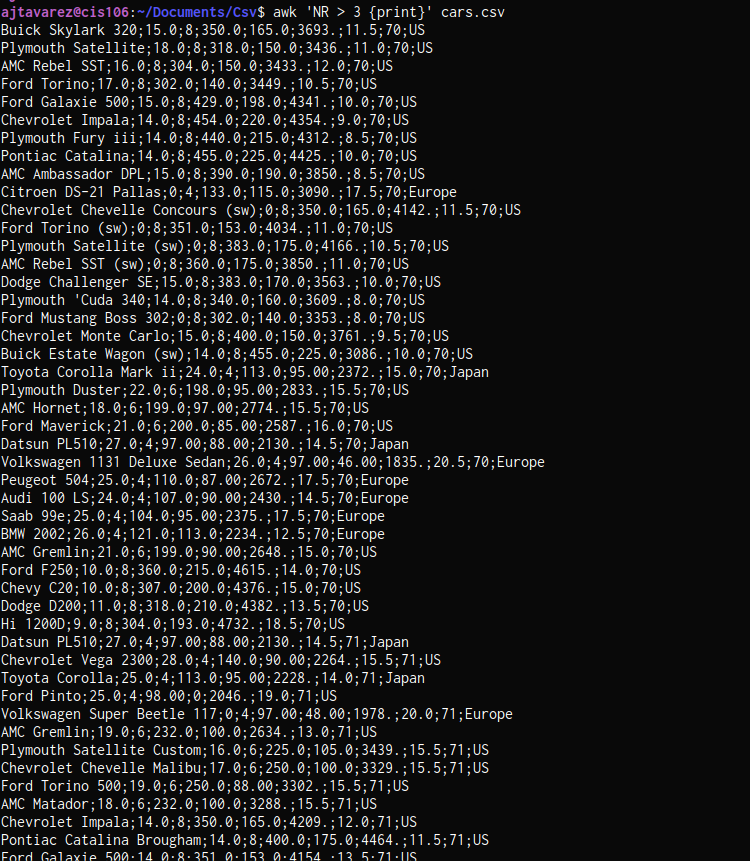 ajtavarez@cis106:~/Documents/Csv$ awk 'NR > 3 {print}' cars.csv
Buick Skylark 320;15.0;8;350.0;165.0;3693.;11.5;70;US
Plymouth Satellite;18.0;8;318.0;150.0;3436.;11.0;70;US
AMC Rebel SST;16.0;8;304.0;150.0;3433.;12.0;70;US
Ford Torino;17.0;8;302.0;140.0;3449.;10.5;70;US
Ford Galaxie 500;15.0;8;429.0;198.0;4341.;10.0;70;US
Chevrolet Impala;14.0;8;454.0;220.0;4354.;9.0;70;US
Plymouth Fury iii;14.0;8;440.0;215.0;4312.;8.5;70;US
Pontiac Catalina;14.0;8;455.0;225.0;4425.;10.0;70;US
AMC Ambassador DPL;15.0;8;390.0;190.0;3850.;8.5;70;US
Citroen DS-21 Pallas;0;4;133.0;115.0;3090.;17.5;70;Europe
Chevrolet Chevelle Concours (sw);0;8;350.0;165.0;4142.;11.5;70;US
Ford Torino (sw);0;8;351.0;153.0;4034.;11.0;70;US
Plymouth Satellite (sw);0;8;383.0;175.0;4166.;10.5;70;US
AMC Rebel SST (sw);0;8;360.0;175.0;3850.;11.0;70;US
Dodge Challenger SE;15.0;8;383.0;170.0;3563.;10.0;70;US
Plymouth 'Cuda 340;14.0;8;340.0;160.0;3609.;8.0;70;US
Ford Mustang Boss 302;0;8;302.0;140.0;3353.;8.0;70;US
Chevrolet Monte Carlo;15.0;8;400.0;150.0;3761.;9.5;70;US
Buick Estate Wagon (sw);14.0;8;455.0;225.0;3086.;10.0;70;US
Toyota Corolla Mark ii;24.0;4;113.0;95.00;2372.;15.0;70;Japan
Plymouth Duster;22.0;6;198.0;95.00;2833.;15.5;70;US
AMC Hornet;18.0;6;199.0;97.00;2774.;15.5;70;US
Ford Maverick;21.0;6;200.0;85.00;2587.;16.0;70;US
Datsun PL510;27.0;4;97.00;88.00;2130.;14.5;70;Japan
Volkswagen 1131 Deluxe Sedan;26.0;4;97.00;46.00;1835.;20.5;70;Europe
Peugeot 504;25.0;4;110.0;87.00;2672.;17.5;70;Europe
Audi 100 LS;24.0;4;107.0;90.00;2430.;14.5;70;Europe
Saab 99e;25.0;4;104.0;95.00;2375.;17.5;70;Europe
BMW 2002;26.0;4;121.0;113.0;2234.;12.5;70;Europe
AMC Gremlin;21.0;6;199.0;90.00;2648.;15.0;70;US
Ford F250;10.0;8;360.0;215.0;4615.;14.0;70;US
Chevy C20;10.0;8;307.0;200.0;4376.;15.0;70;US
Dodge D200;11.0;8;318.0;210.0;4382.;13.5;70;US
Hi 1200D;9.0;8;304.0;193.0;4732.;18.5;70;US
Datsun PL510;27.0;4;97.00;88.00;2130.;14.5;71;Japan
Chevrolet Vega 2300;28.0;4;140.0;90.00;2264.;15.5;71;US
Toyota Corolla;25.0;4;113.0;95.00;2228.;14.0;71;Japan
Ford Pinto;25.0;4;98.00;0;2046.;19.0;71;US
Volkswagen Super Beetle 117;0;4;97.00;48.00;1978.;20.0;71;Europe
AMC Gremlin;19.0;6;232.0;100.0;2634.;13.0;71;US
Plymouth Satellite Custom;16.0;6;225.0;105.0;3439.;15.5;71;US
Chevrolet Chevelle Malibu;17.0;6;250.0;100.0;3329.;15.5;71;US
Ford Torino 500;19.0;6;250.0;88.00;3302.;15.5;71;US
AMC Matador;18.0;6;232.0;100.0;3288.;15.5;71;US
Chevrolet Impala;14.0;8;350.0;165.0;4209.;12.0;71;US
Pontiac Catalina Brougham;14.0;8;400.0;175.0;4464.;11.5;71;US
Ford Galaxie 500;14.0;8;351.0;153.0;4154.;13.5;71;US